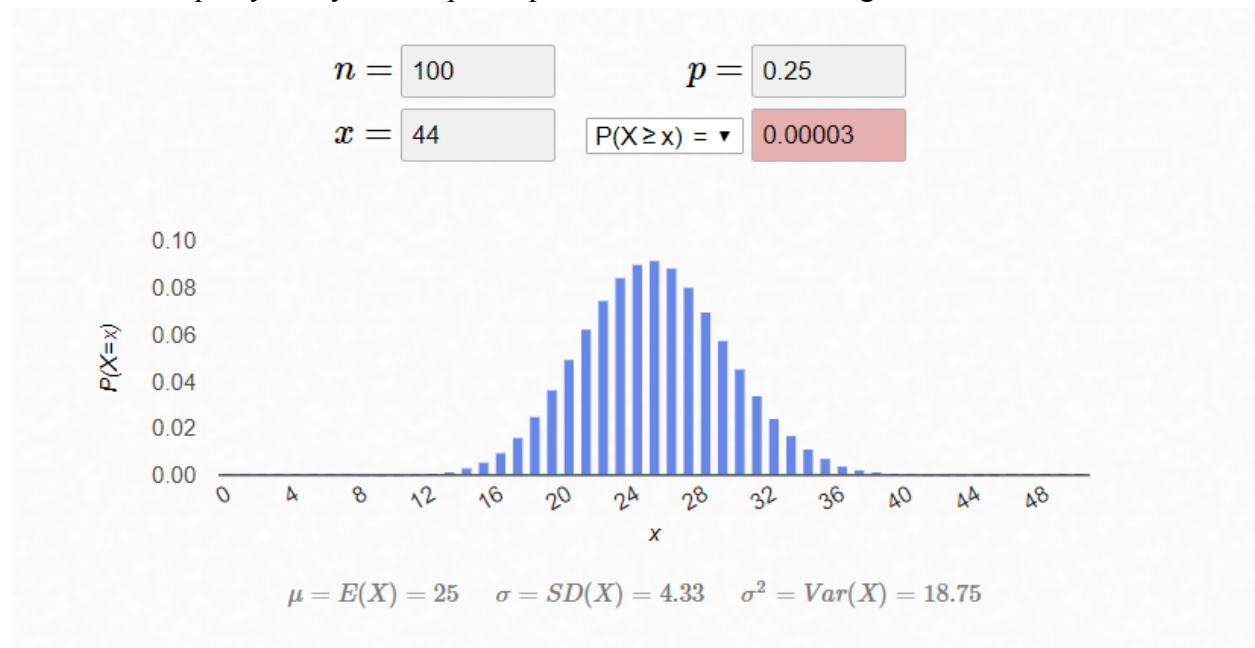 n = 100 p = 0.25
x = 44 P(X ≥ x) = ▼ 0.00003
0.10
0.08
0.06
0.04
0.02
0.00
P(X=x)
0 4 8 12 16 20 24 28 32 36 40 44 48
x
μ = E(X) = 25 σ = SD(X) = 4.33 σ² = Var(X) = 18.75